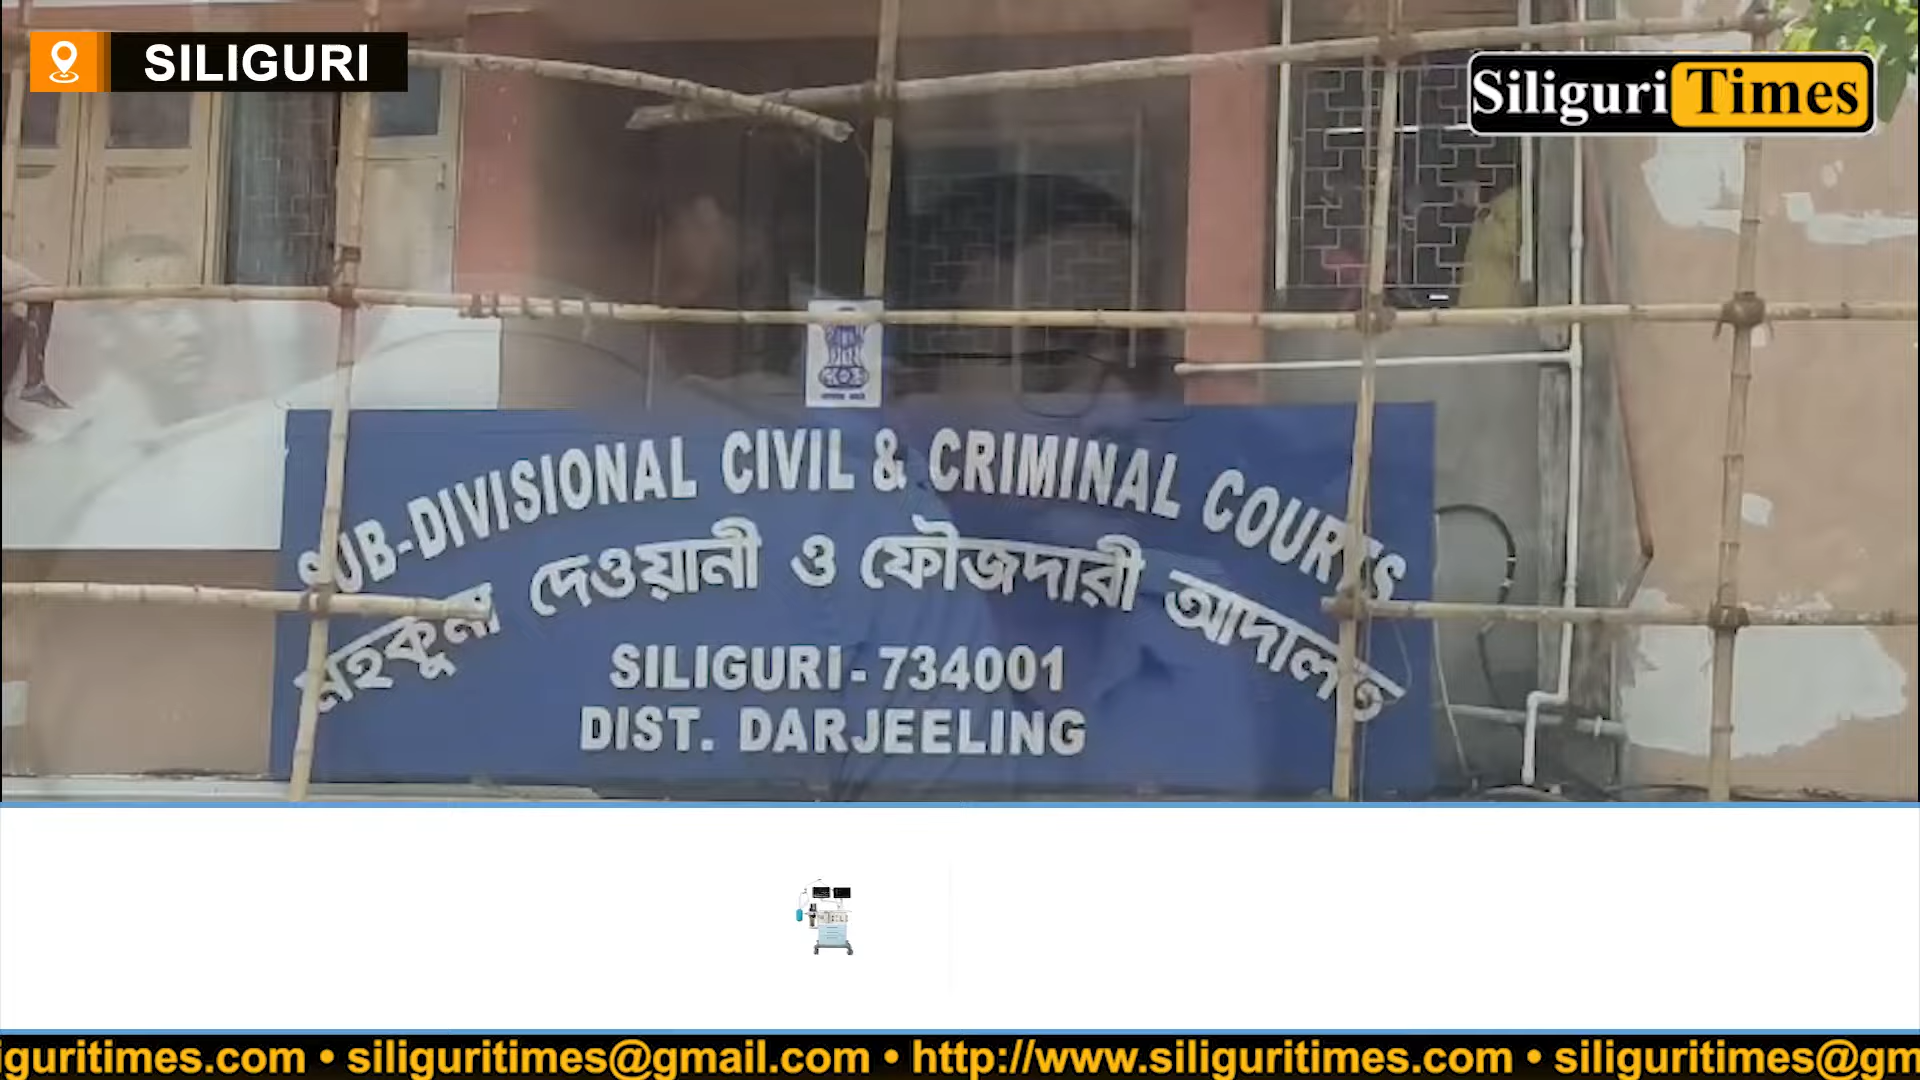 SILIGURI
Siliguri Times
SUB-DIVISIONAL CIVIL & CRIMINAL COURTS
মহকুমা দেওয়ানী ও ফৌজদারী আদালত
SILIGURI - 734001
DIST. DARJEELING
iguritimes.com • siliguritimes@gmail.com • http://www.siliguritimes.com • siliguritimes@gm